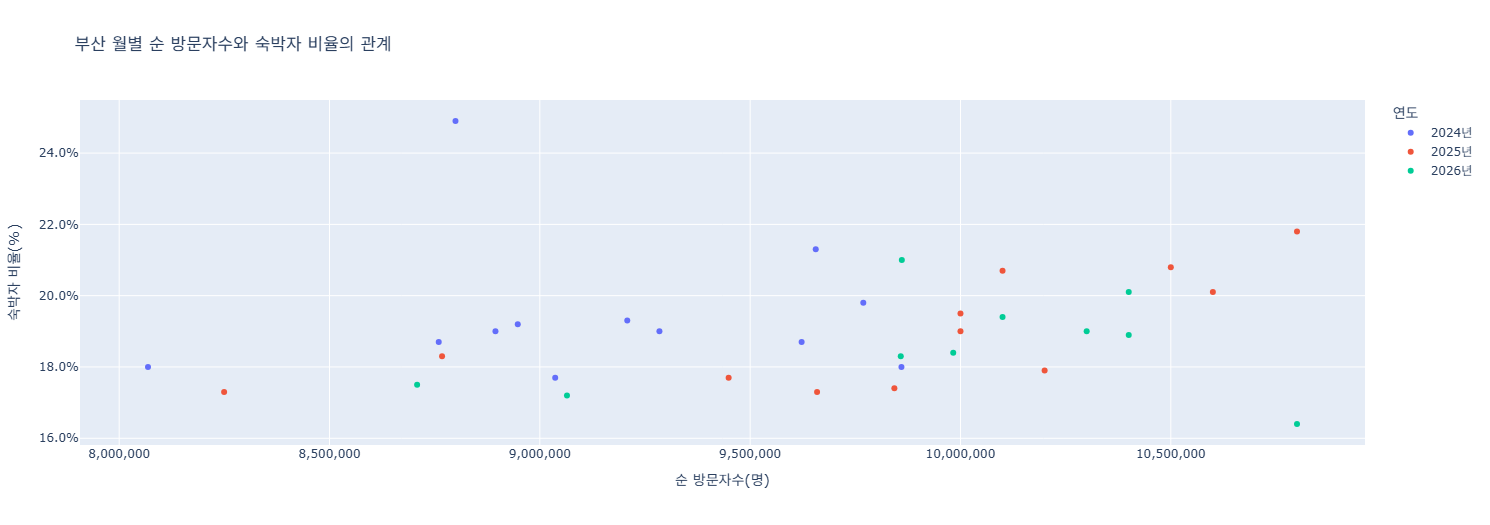 부산 월별 순 방문자수와 숙박자 비율의 관계
연도
2024년
2025년
2026년
숙박자 비율(%)
24.0%
22.0%
20.0%
18.0%
16.0%
8,000,000
8,500,000
9,000,000
9,500,000
10,000,000
10,500,000
순 방문자수(명)